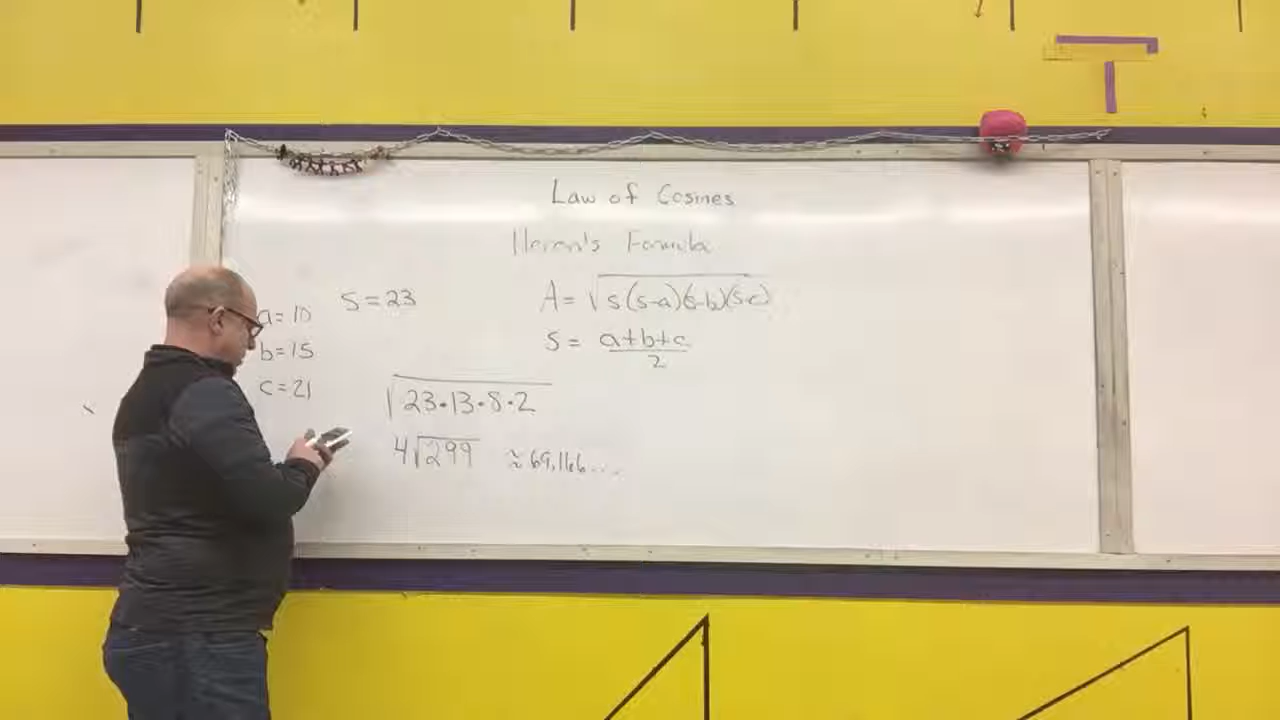 Law of Cosines
Heron's Formula
a=10
b=15
c=21
S=23
A=√s(s-a)(s-b)(s-c)
S= a+b+c
2
√23·13·8·2
4√299 ≈69.166...